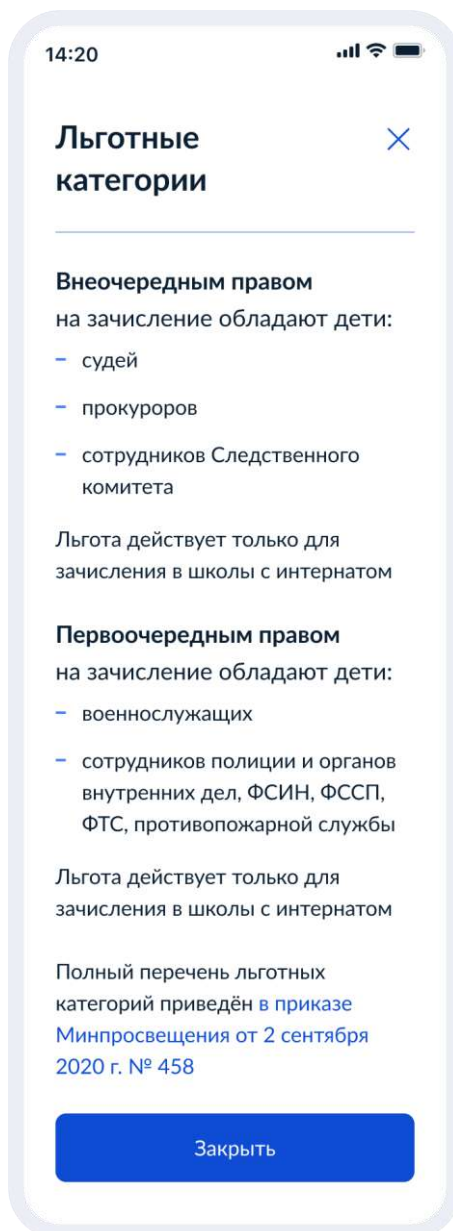 14:20
Льготные
категории
Внеочередным правом
на зачисление обладают дети:
– судей
– прокуроров
– сотрудников Следственного
комитета
Льгота действует только для
зачисления в школы с интернатом
Первоочередным правом
на зачисление обладают дети:
– военнослужащих
– сотрудников полиции и органов
внутренних дел, ФСИН, ФССП,
ФТС, противопожарной службы
Льгота действует только для
зачисления в школы с интернатом
Полный перечень льготных
категорий приведён в приказе
Минпросвещения от 2 сентября
2020 г. № 458
Закрыть